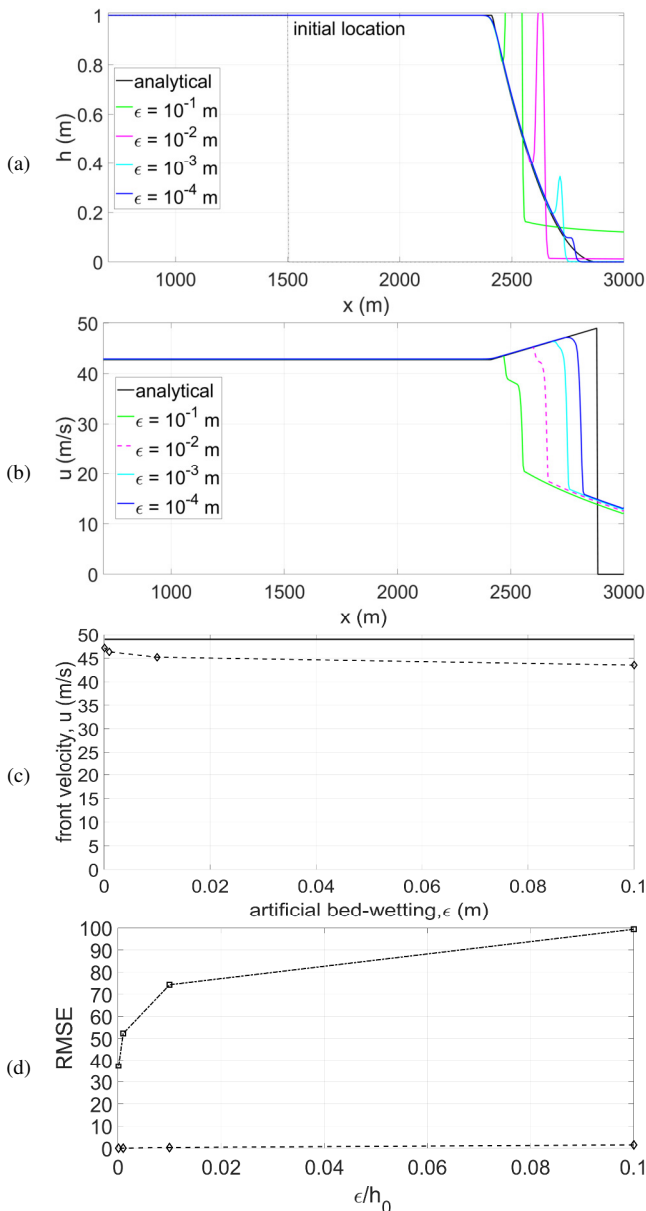 (a)
h (m)
1
0.8
0.6
0.4
0.2
0
initial location
analytical
ϵ = 10⁻¹ m
ϵ = 10⁻² m
ϵ = 10⁻³ m
ϵ = 10⁻⁴ m
1000 1500 2000 2500 3000
x (m)
(b)
u (m/s)
50
40
30
20
10
0
analytical
ϵ = 10⁻¹ m
ϵ = 10⁻² m
ϵ = 10⁻³ m
ϵ = 10⁻⁴ m
1000 1500 2000 2500 3000
x (m)
(c)
front velocity, u (m/s)
50
45
40
35
30
25
20
15
10
5
0
0.02 0.04 0.06 0.08 0.1
artificial bed-wetting,ϵ (m)
(d)
RMSE
100
90
80
70
60
50
40
30
20
10
0
0 0.02 0.04 0.06 0.08 0.1
ϵ/h₀